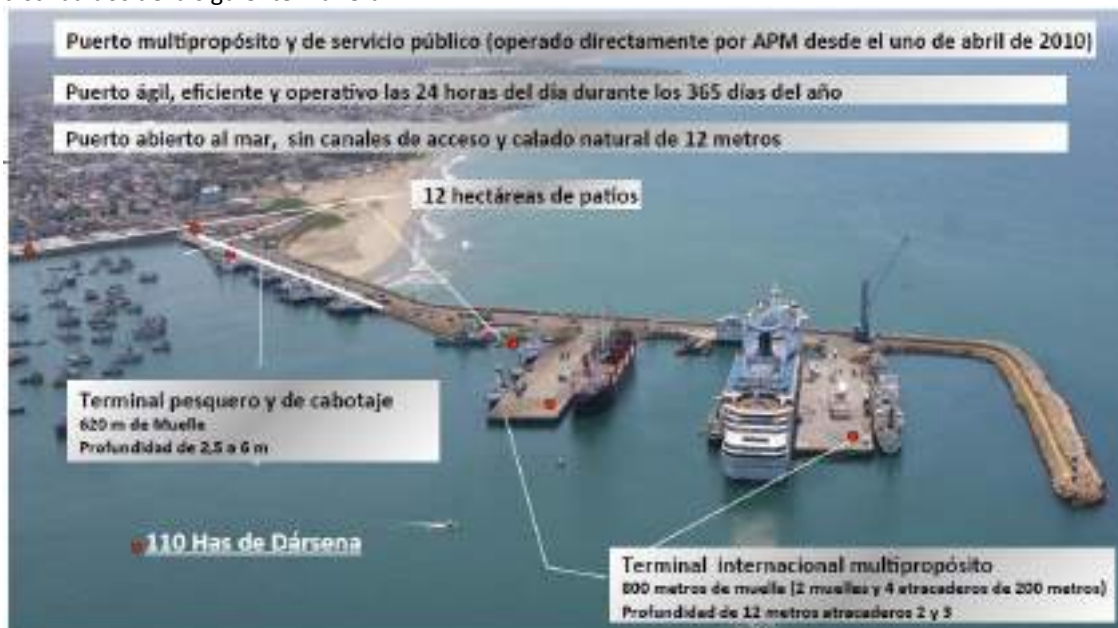 Puerto multipropósito y de servicio público (operado directamente por APM desde el uno de abril de 2010)
Puerto ágil, eficiente y operativo las 24 horas del día durante los 365 días del año
Puerto abierto al mar, sin canales de acceso y calado natural de 12 metros
12 hectáreas de patios
Terminal pesquero y de cabotaje
620 m de Muelle
Profundidad de 2,5 a 6 m
110 Has de Dársena
Terminal internacional multipropósito
800 metros de muelle (2 muelles y 4 atracaderos de 200 metros)
Profundidad de 12 metros atracaderos 2 y 3